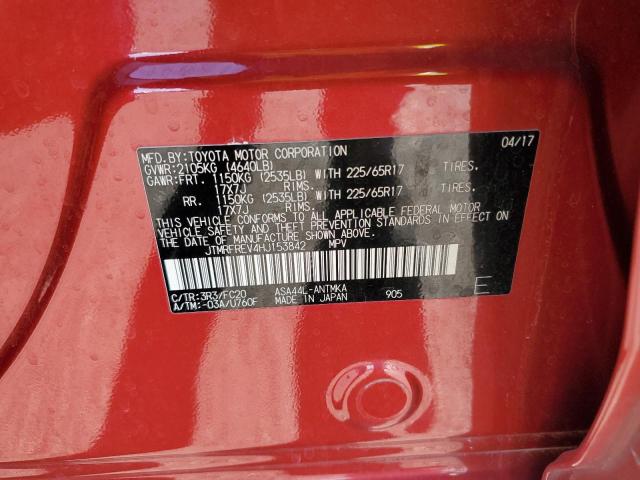 MFD.BY:TOYOTA MOTOR CORPORATION 04/17
GVWR:2105KG (4640LB)
GAWR:FRT. 1150KG (2535LB) WITH 225/65R17 TIRES.
17X7J RIMS.
RR. 1150KG (2535LB) WITH 225/65R17 TIRES.
17X7J RIMS.
THIS VEHICLE CONFORMS TO ALL APPLICABLE FEDERAL MOTOR
VEHICLE SAFETY AND THEFT PREVENTION STANDARDS IN EFFECT ON
THE DATE OF MANUFACTURE SHOWN ABOVE.
JTMRFREV4HJ153842 MPV
C/TR:3R3/FC20 ASA44L-ANTMKA
A/TM:-03A/U760F MADE IN JAPAN 905 E